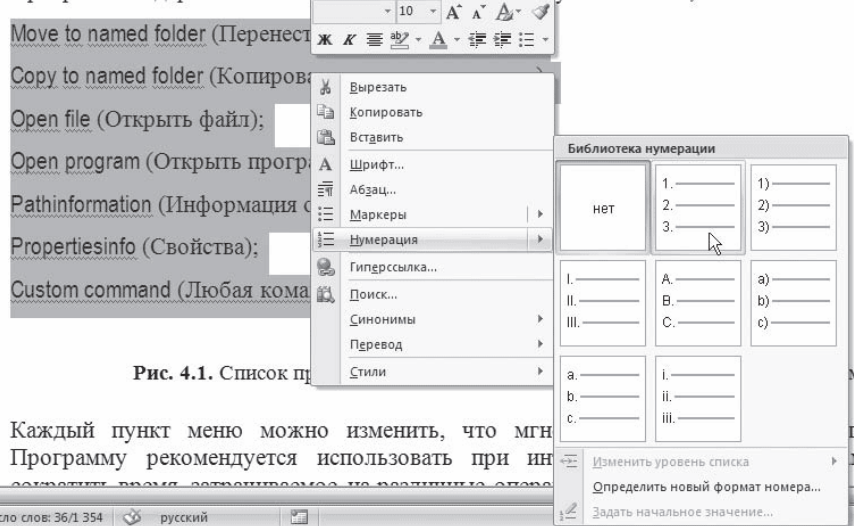 10
Ж К
Move to named folder (Перенест
Copy to named folder (Копирова
Open file (Открыть файл);
Open program (Открыть програ
Pathinformation (Информация о
Propertiesinfo (Свойства);
Custom command (Любая кома
Вырезать
Копировать
Вставить
Шрифт...
Абзац...
Маркеры
Нумерация
Гиперссылка...
Поиск...
Синонимы
Перевод
Стили
Библиотека нумерации
нет
1.
2.
3.
1)
2)
3)
I.
II.
III.
A.
B.
C.
a)
b)
c)
a.
b.
c.
i.
ii.
iii.
Изменить уровень списка
Определить новый формат номера...
Задать начальное значение...
Рис. 4.1. Список пр
Каждый пункт меню можно изменить, что мгн
Программу рекомендуется использовать при ин
сло слов: 36/1 354 русский